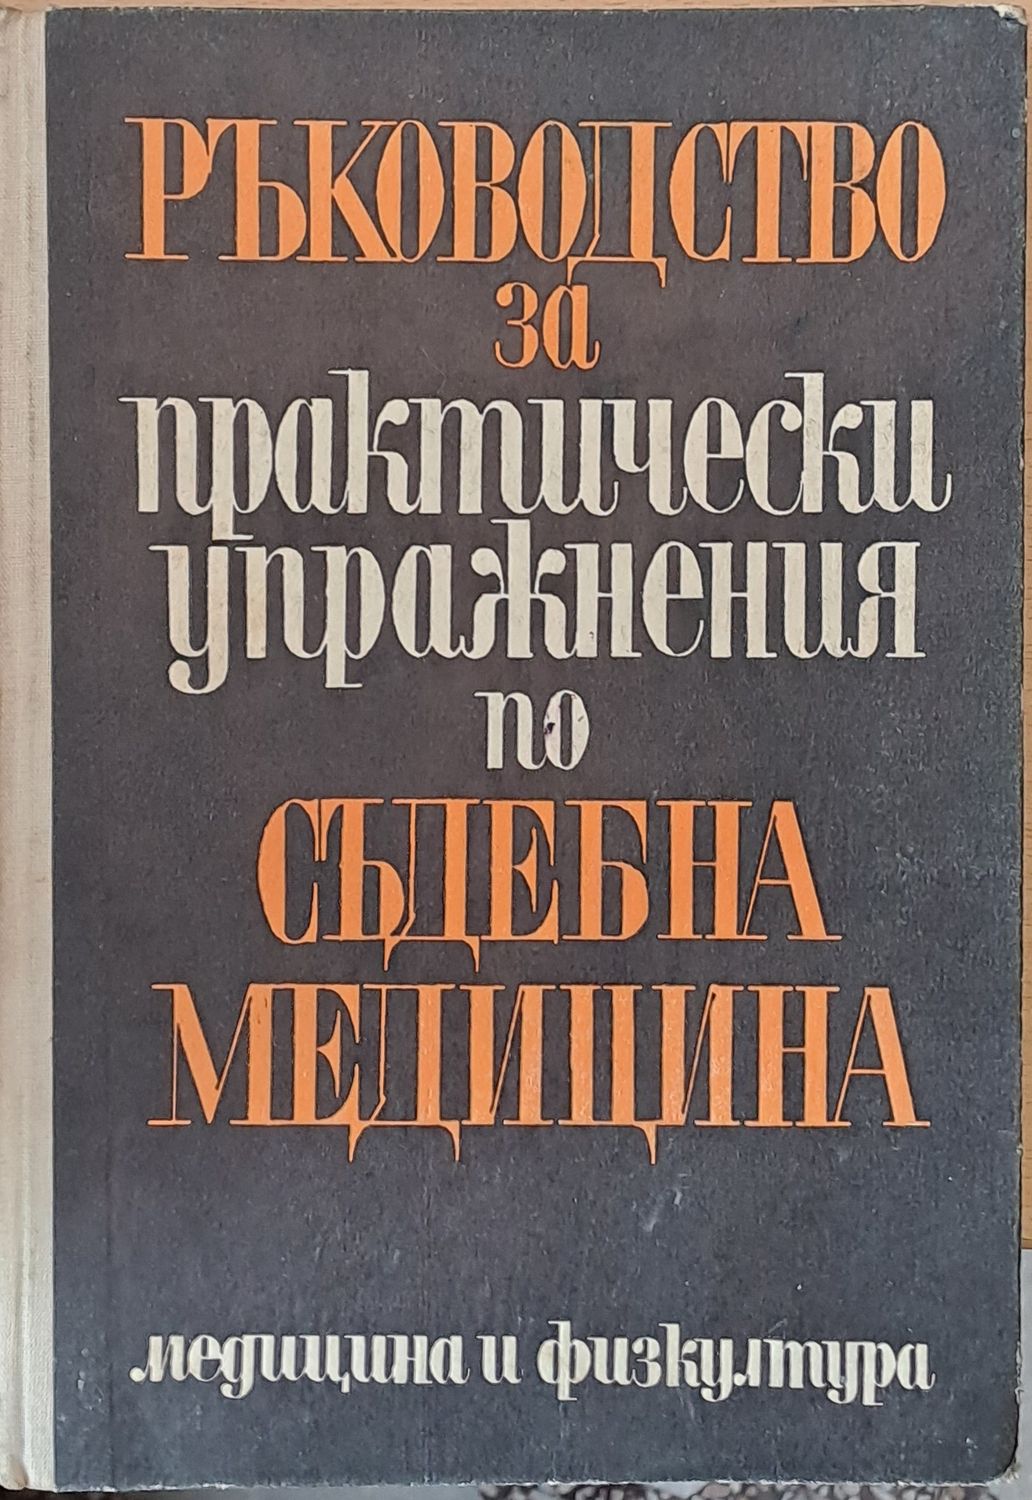 РЪКОВОДСТВО
за
практически
упражнения
по
СЪДЕБНА
МЕДИЦИНА
медицина и физкултура